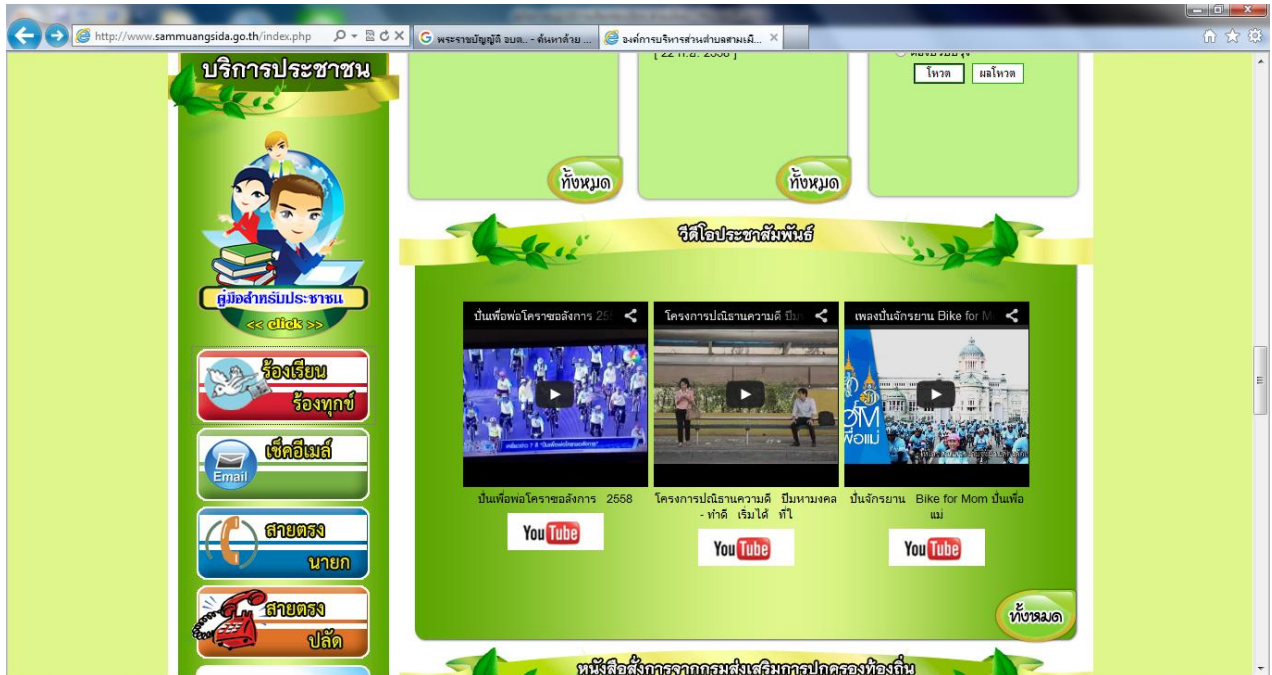 http://www.sammuangsida.go.th/index.php
พระราชบัญญัติ อบต.. - ค้นหาด้วย ...
องค์การบริหารส่วนตำบลสามเมื...
บริการประชาชน
คู่มือสำหรับประชาชน
<< click >>
ร้องเรียน
ร้องทุกข์
เช็คอีเมล์
Email
สายตรง
นายก
สายตรง
ปลัด
[ 22 ก.ย. 2558 ]
โหวต
ผลโหวต
ทั้งหมด
ทั้งหมด
วีดีโอประชาสัมพันธ์
ปั่นเพื่อพ่อโคราชอลังการ 255
โครงการปณิธานความดี ปีม
เพลงปั่นจักรยาน Bike for M
ปั่นเพื่อพ่อโคราชอลังการ 2558
โครงการปณิธานความดี ปีมหามงคล
- ทำดี เริ่มได้ ที่ใ
ปั่นจักรยาน Bike for Mom ปั่นเพื่อ
แม่
YouTube
YouTube
YouTube
ทั้งหมด
หนังสือสั่งการจากกรมส่งเสริมการปกครองท้องถิ่น